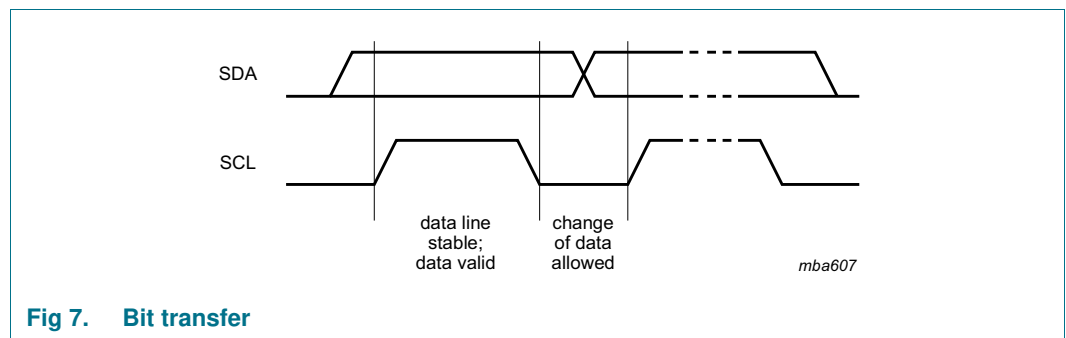 SDA
SCL
data line
stable;
data valid
change
of data
allowed
mba607
Fig 7. Bit transfer